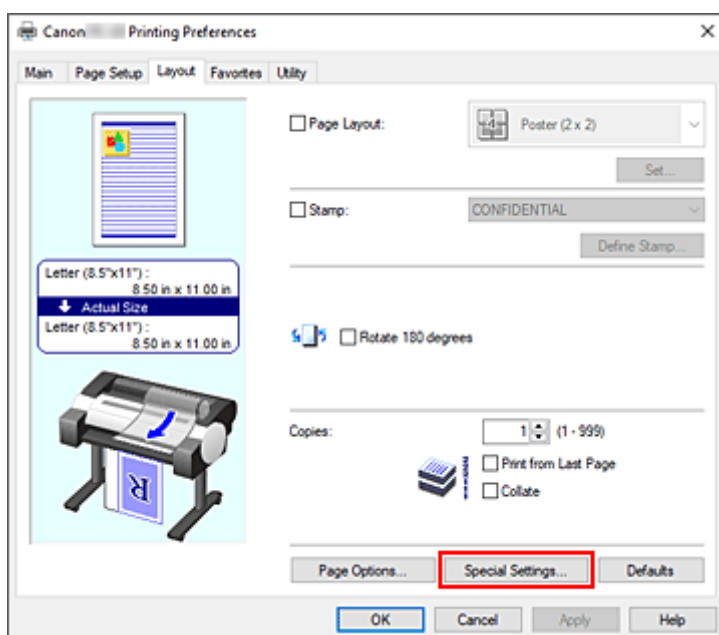 Canon Printing Preferences
Main Page Setup Layout Favorites Utility
Page Layout: 4 Poster (2 x 2)
Set...
Stamp: CONFIDENTIAL
Define Stamp...
Letter (8.5"x11") :
8.50 in x 11.00 in
Actual Size
Letter (8.5"x11") :
8.50 in x 11.00 in
Rotate 180 degrees
Copies: 1 (1 - 999)
Print from Last Page
Collate
R
Page Options... Special Settings... Defaults
OK Cancel Apply Help